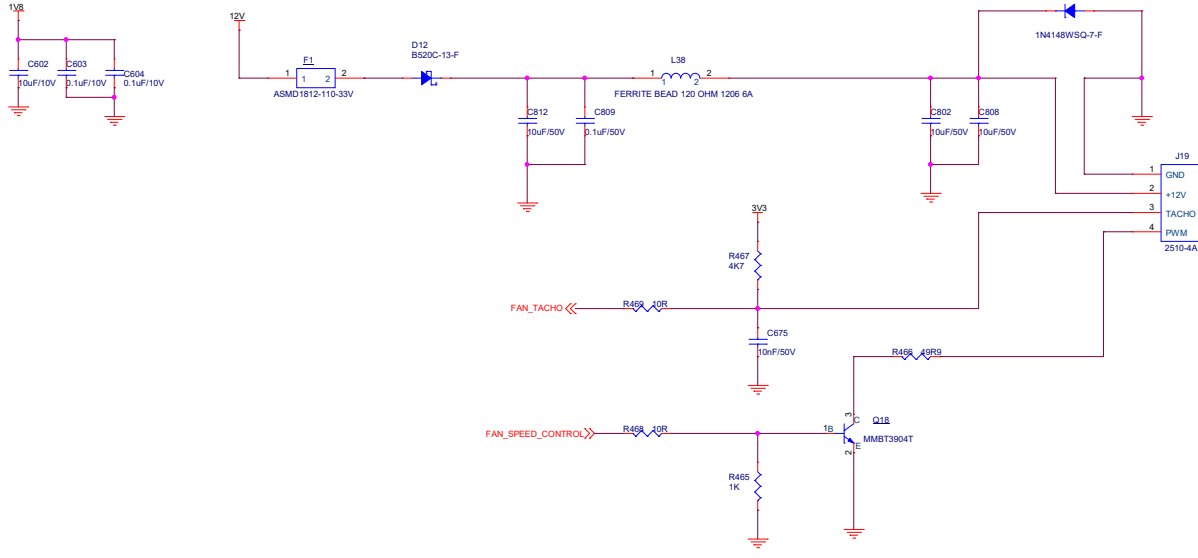 1V8
C602
10uF/10V
C603
0.1uF/10V
C604
0.1uF/10V
12V
F1
1
1 2
2
ASMD1812-110-33V
D12
B520C-13-F
C812
10uF/50V
C809
0.1uF/50V
L38
1
1 2
2
FERRITE BEAD 120 OHM 1206 6A
C802
10uF/50V
C808
10uF/50V
1N4148WSQ-7-F
J19
1 GND
2 +12V
3 TACHO
4 PWM
2510-4A
3V3
R467
4K7
FAN_TACHO
R469 10R
C675
10nF/50V
R466 49R9
FAN_SPEED_CONTROL
R468 10R
1B
3
C
Q18
MMBT3904T
E
2
R465
1K